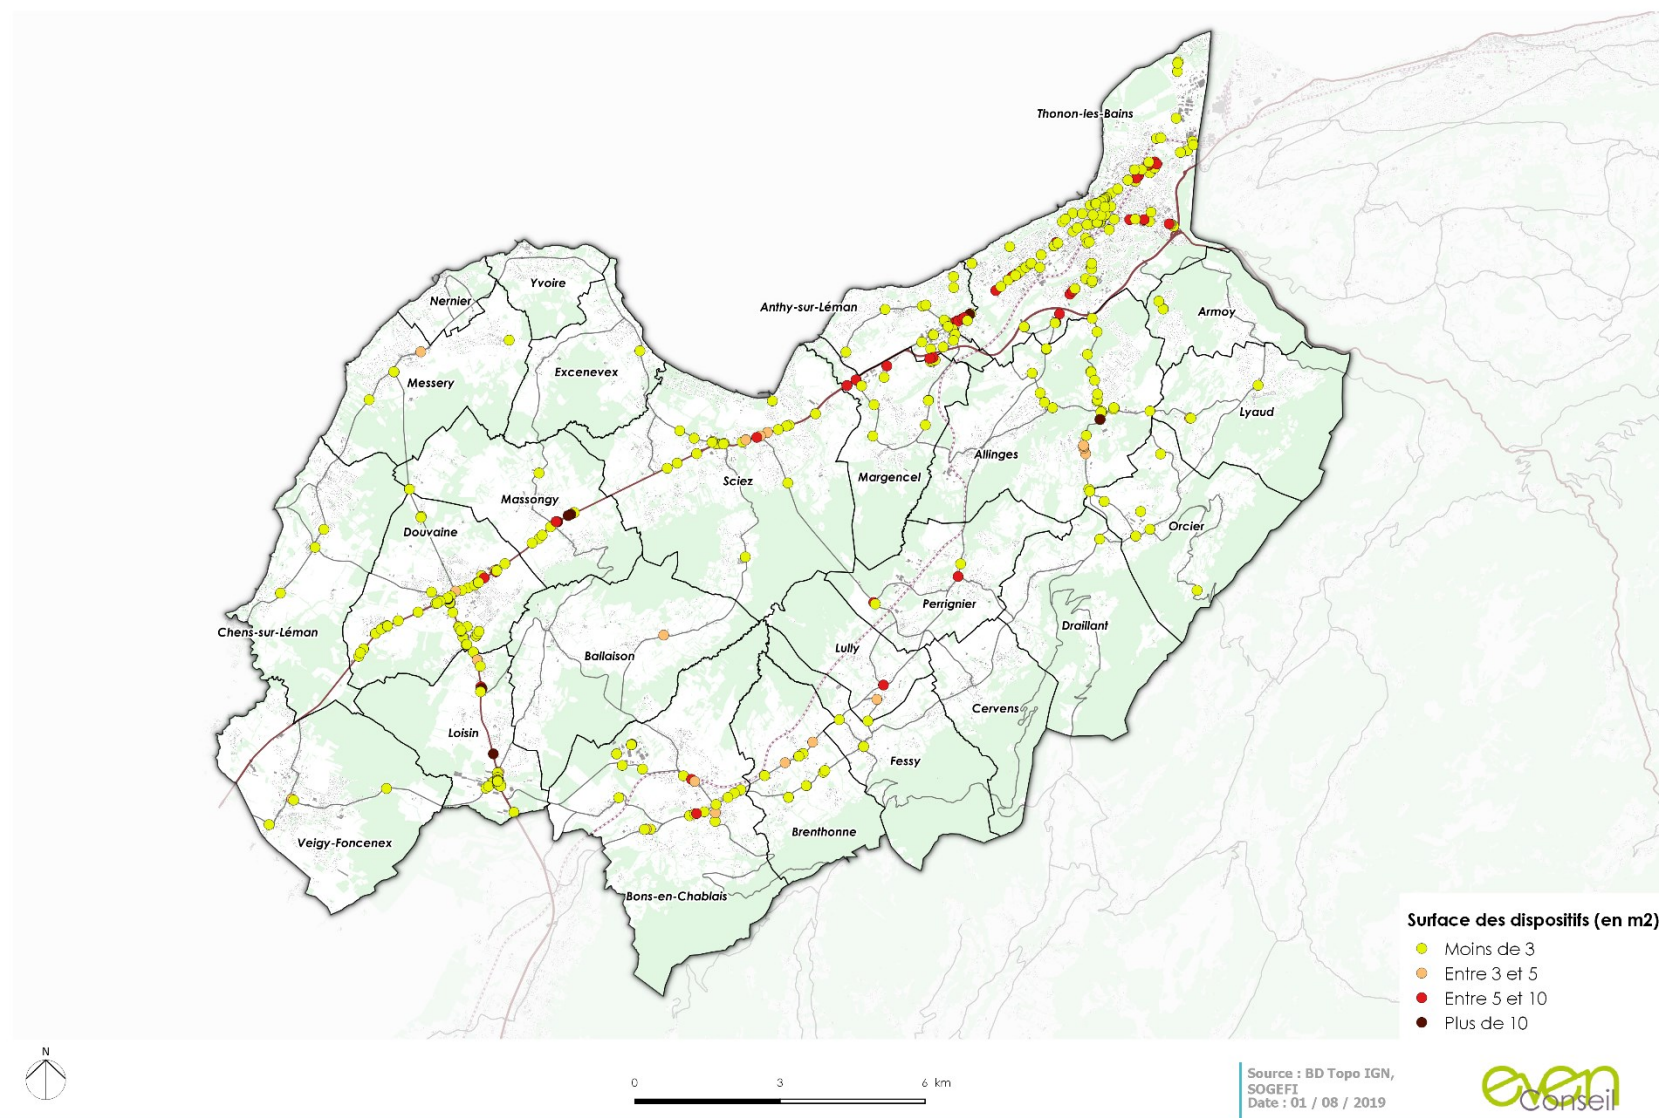 Thonon-les-Bains
Yvoire
Nernier
Anthy-sur-Léman
Armoy
Excenevex
Messery
Lyaud
Allinges
Sciez
Margencel
Massongy
Orcier
Douvaine
Perrignier
Draillant
Chens-sur-Léman
Lully
Ballaison
Cervens
Loisin
Fessy
Brenthonne
Veigy-Foncenex
Bons-en-Chablais
Surface des dispositifs (en m2)
Moins de 3
Entre 3 et 5
Entre 5 et 10
Plus de 10
N
0 3 6 km
Source : BD Topo IGN,
SOGEFI
Date : 01 / 08 / 2019
even
Conseil